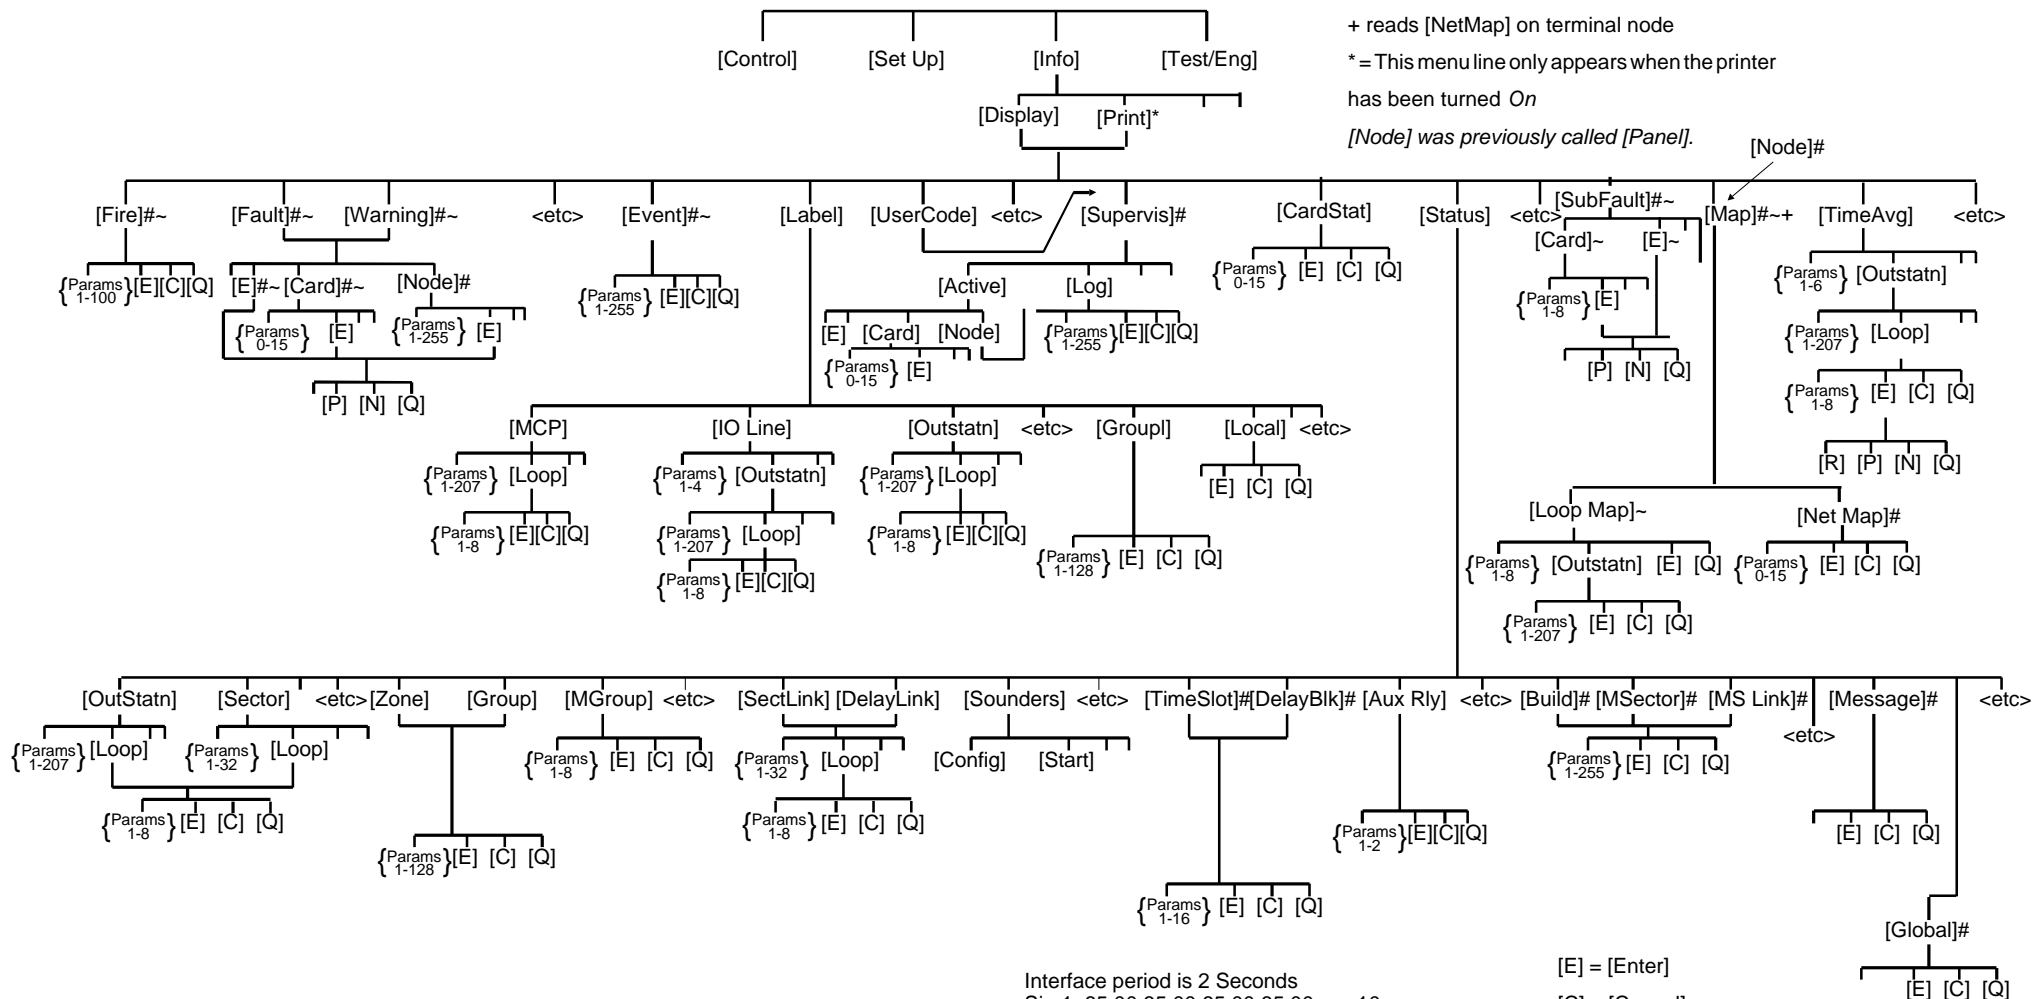 + reads [NetMap] on terminal node
[Control] [Set Up] [Info] [Test/Eng]
* = This menu line only appears when the printer
has been turned On
[Display] [Print]*
[Node] was previously called [Panel].
[Node]#
[Fire]#~ [Fault]#~ [Warning]#~ <etc> [Event]#~ [Label] [UserCode] <etc> [Supervis]# [CardStat] [Status] <etc> [SubFault]#~ [Map]#~+ [TimeAvg] <etc>
[Card]~ [E]~
{Params 1-100} [E][C][Q] [E]#~ [Card]#~ [Node]# {Params 1-255} [E][C][Q] [Active] [Log] {Params 0-15} [E] [C] [Q] {Params 1-8} [E] {Params 1-6} [Outstatn]
{Params 0-15} [E] {Params 1-255} [E] [E] [Card] [Node] {Params 1-255} [E][C][Q] {Params 1-207} [Loop]
{Params 0-15} [E] [P] [N] [Q]
[P] [N] [Q] {Params 1-8} [E] [C] [Q]
[MCP] [IO Line] [Outstatn] <etc> [Groupl] [Local] <etc>
[R] [P] [N] [Q]
{Params 1-207} [Loop] {Params 1-4} [Outstatn] {Params 1-207} [Loop] [E] [C] [Q]
[Loop Map]~ [Net Map]#
{Params 1-8} [E][C][Q] {Params 1-207} [Loop] {Params 1-8} [E][C][Q] {Params 1-128} [E] [C] [Q]
{Params 1-8} [Outstatn] [E] [Q] {Params 0-15} [E] [C] [Q]
{Params 1-8} [E][C][Q]
{Params 1-207} [E] [C] [Q]
[OutStatn] [Sector] <etc> [Zone] [Group] [MGroup] <etc> [SectLink] [DelayLink] [Sounders] <etc> [TimeSlot]# [DelayBlk]# [Aux Rly] <etc> [Build]# [MSector]# [MS Link]# [Message]# <etc>
<etc>
{Params 1-207} [Loop] {Params 1-32} [Loop] {Params 1-8} [E] [C] [Q] {Params 1-32} [Loop] [Config] [Start] {Params 1-255} [E] [C] [Q]
{Params 1-8} [E] [C] [Q] {Params 1-8} [E] [C] [Q] {Params 1-2} [E][C][Q] [E] [C] [Q]
{Params 1-128} [E] [C] [Q]
{Params 1-16} [E] [C] [Q]
[Global]#
[E] = [Enter]
Interface period is 2 Seconds
[E] [C] [Q]